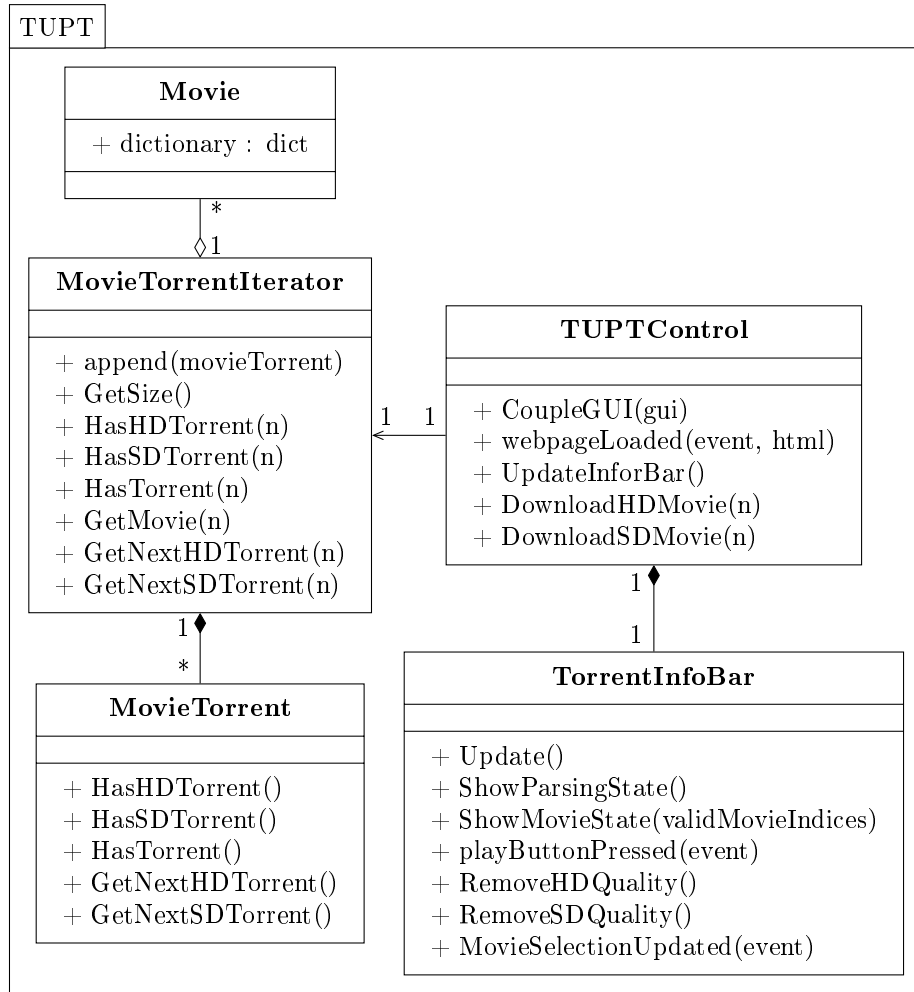 TUPT
Movie
+ dictionary : dict
*
1
MovieTorrentIterator
+ append(movieTorrent)
+ GetSize()
+ HasHDTorrent(n)
+ HasSDTorrent(n)
+ HasTorrent(n)
+ GetMovie(n)
+ GetNextHDTorrent(n)
+ GetNextSDTorrent(n)
1 1
TUPTControl
+ CoupleGUI(gui)
+ webpageLoaded(event, html)
+ UpdateInforBar()
+ DownloadHDMovie(n)
+ DownloadSDMovie(n)
1
*
MovieTorrent
+ HasHDTorrent()
+ HasSDTorrent()
+ HasTorrent()
+ GetNextHDTorrent()
+ GetNextSDTorrent()
1
1
TorrentInfoBar
+ Update()
+ ShowParsingState()
+ ShowMovieState(validMovieIndices)
+ playButtonPressed(event)
+ RemoveHDQuality()
+ RemoveSDQuality()
+ MovieSelectionUpdated(event)